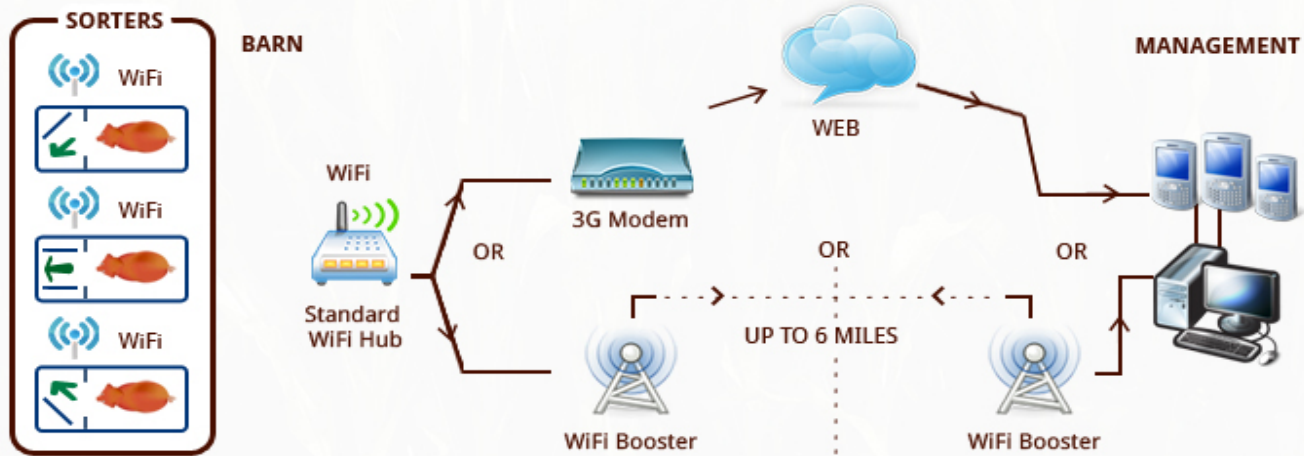 SORTERS
WiFi
WiFi
WiFi
BARN
WiFi
Standard
WiFi Hub
OR
3G Modem
WiFi Booster
WEB
OR
UP TO 6 MILES
MANAGEMENT
OR
WiFi Booster